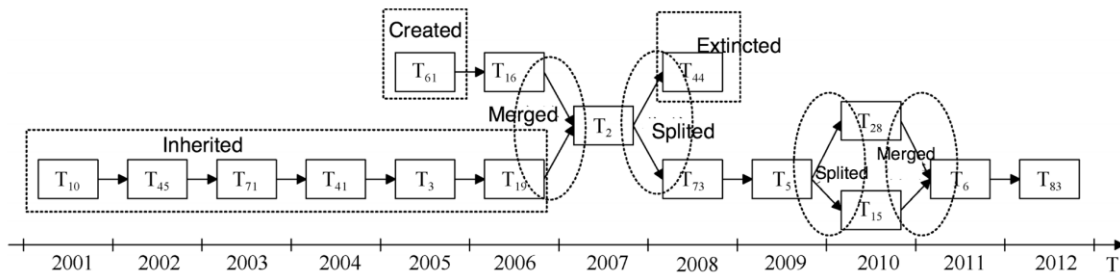 Created
Extincted
T61
T16
T44
Merged
T2
Splited
T28
Inherited
Merged
T10
T45
T71
T41
T3
T19
T73
T5
Splited
T6
T83
T15
2001 2002 2003 2004 2005 2006 2007 2008 2009 2010 2011 2012 T